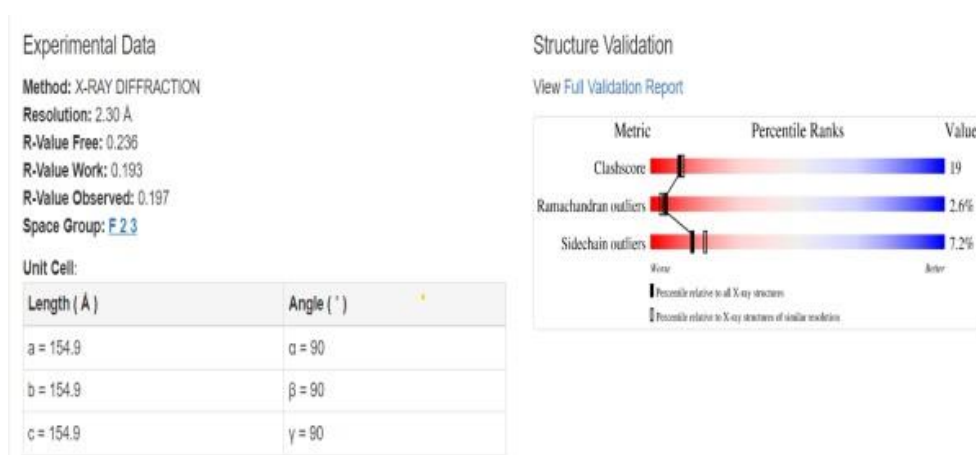 Experimental Data
Method: X-RAY DIFFRACTION
Resolution: 2.30 Å
R-Value Free: 0.236
R-Value Work: 0.193
R-Value Observed: 0.197
Space Group: F 2 3
Unit Cell:
Length ( Å ) Angle ( ˚ )
a = 154.9 α = 90
b = 154.9 β = 90
c = 154.9 γ = 90
Structure Validation
View Full Validation Report
Metric Percentile Ranks Value
Clashscore 19
Ramachandran outliers 2.6%
Sidechain outliers 7.2%
Worse Better
Percentile relative to all X-ray structures
Percentile relative to X-ray structures of similar resolution